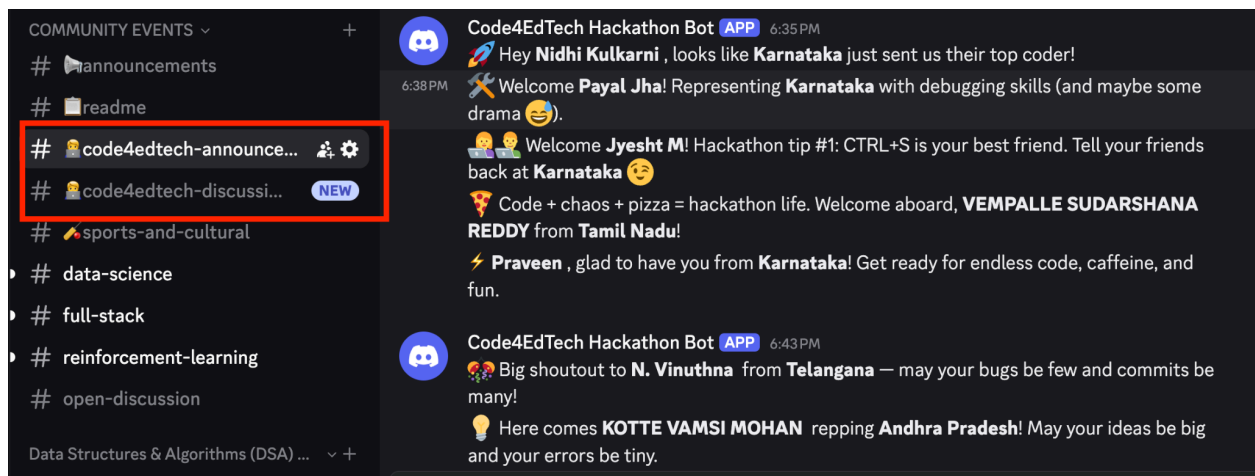 COMMUNITY EVENTS
announcements
readme
code4edtech-announce...
code4edtech-discussi... NEW
sports-and-cultural
data-science
full-stack
reinforcement-learning
open-discussion
Data Structures & Algorithms (DSA) ...
Code4EdTech Hackathon Bot APP 6:35 PM
🚀 Hey Nidhi Kulkarni , looks like Karnataka just sent us their top coder!
6:38 PM 🛠️ Welcome Payal Jha! Representing Karnataka with debugging skills (and maybe some
drama 😅).
👩‍💻👨‍💻 Welcome Jyesht M! Hackathon tip #1: CTRL+S is your best friend. Tell your friends
back at Karnataka 😉
🍕 Code + chaos + pizza = hackathon life. Welcome aboard, VEMPALLE SUDARSHANA
REDDY from Tamil Nadu!
⚡ Praveen , glad to have you from Karnataka! Get ready for endless code, caffeine, and
fun.
Code4EdTech Hackathon Bot APP 6:43 PM
Big shoutout to N. Vinuthna from Telangana — may your bugs be few and commits be
many!
💡 Here comes KOTTE VAMSI MOHAN repping Andhra Pradesh! May your ideas be big
and your errors be tiny.